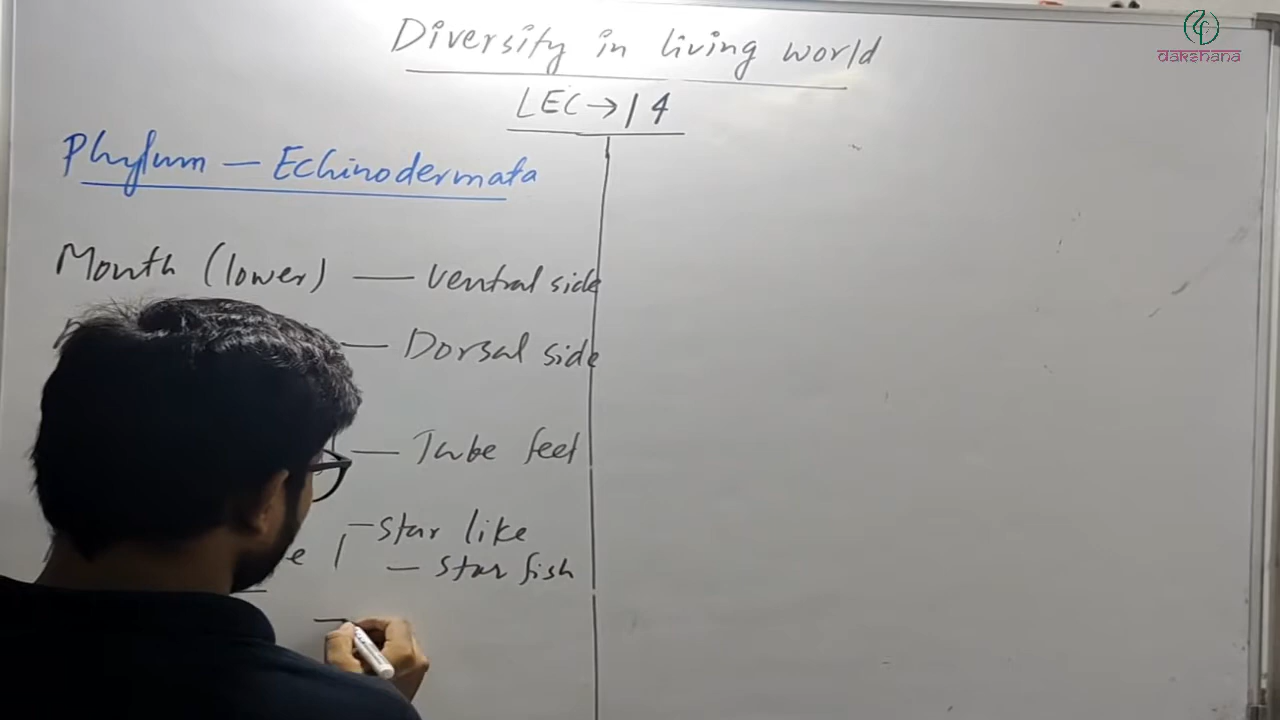 Diversity in living world
LEC → 14
dakshana
Phylum — Echinodermata
Mouth (lower) — ventral side
— Dorsal side
— Tube feet
— star like
— star fish